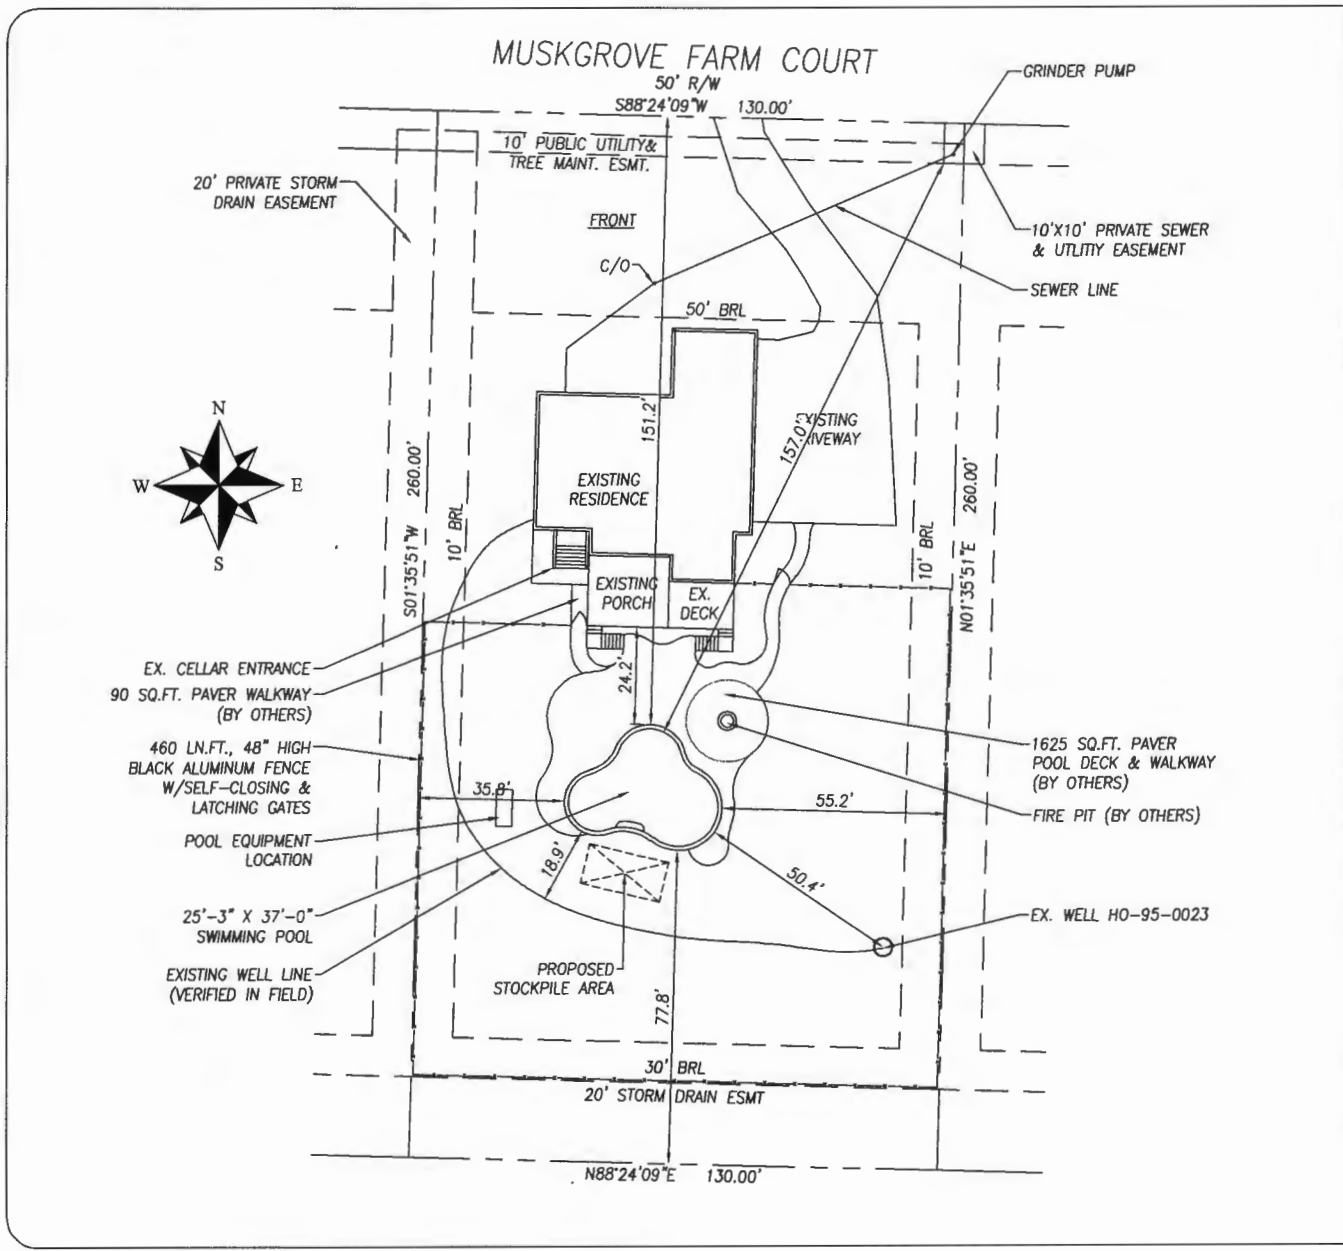 MUSKGROVE FARM COURT
50' R/W
S88°24'09"W 130.00'
GRINDER PUMP
10' PUBLIC UTILITY&
TREE MAINT. ESMT.
20' PRIVATE STORM
DRAIN EASEMENT
FRONT
10'X10' PRIVATE SEWER
& UTLITIY EASEMENT
C/O
SEWER LINE
50' BRL
151.2'
157.0'
EXISTING
RIVEWAY
N
W
E
S
EXISTING
RESIDENCE
S01°35'51"W 260.00'
10' BRL
10' BRL
N01°35'51"E 260.00'
EXISTING
PORCH
EX.
DECK
EX. CELLAR ENTRANCE
90 SQ.FT. PAVER WALKWAY
(BY OTHERS)
24.2'
460 LN.FT., 48" HIGH
BLACK ALUMINUM FENCE
W/SELF-CLOSING &
LATCHING GATES
1625 SQ.FT. PAVER
POOL DECK & WALKWAY
(BY OTHERS)
35.8'
55.2'
FIRE PIT (BY OTHERS)
POOL EQUIPMENT
LOCATION
18.9'
50.4'
25'-3" X 37'-0"
SWIMMING POOL
EX. WELL HO-95-0023
EXISTING WELL LINE
(VERIFIED IN FIELD)
PROPOSED
STOCKPILE AREA
77.8'
30' BRL
20' STORM DRAIN ESMT
N88°24'09"E 130.00'